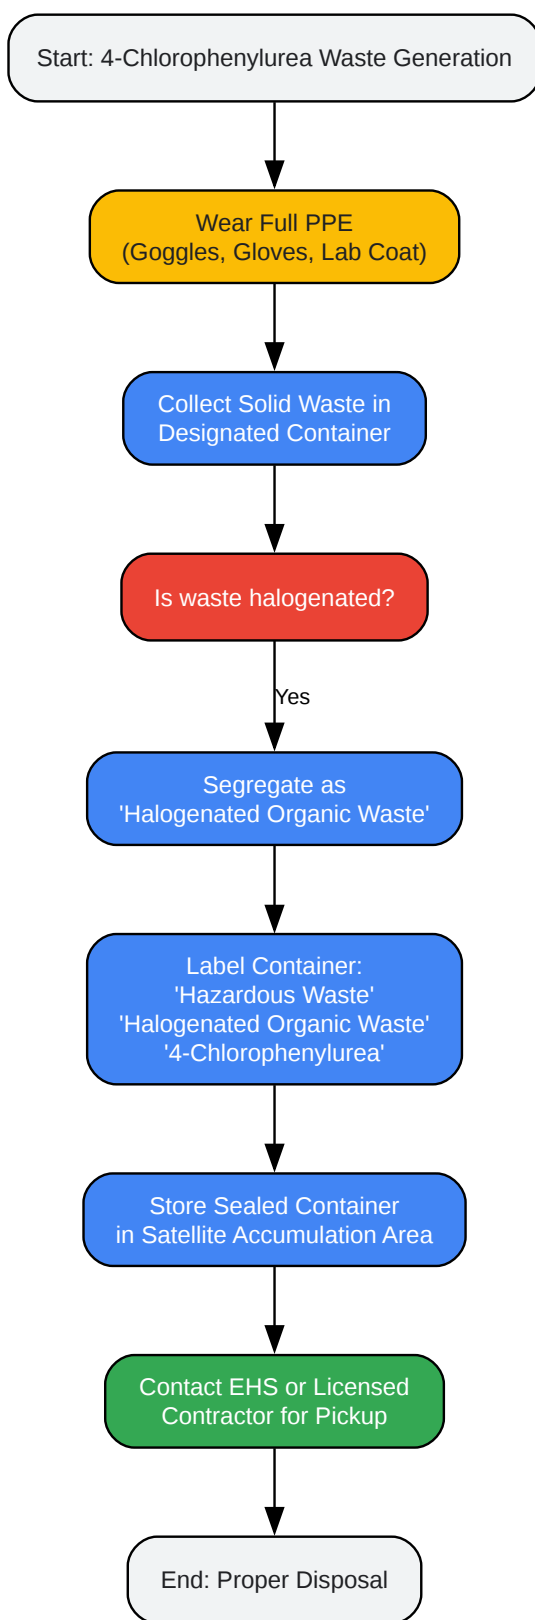 Start: 4-Chlorophenylurea Waste Generation
Wear Full PPE
(Goggles, Gloves, Lab Coat)
Collect Solid Waste in
Designated Container
Is waste halogenated?
Yes
Segregate as
'Halogenated Organic Waste'
Label Container:
'Hazardous Waste'
'Halogenated Organic Waste'
'4-Chlorophenylurea'
Store Sealed Container
in Satellite Accumulation Area
Contact EHS or Licensed
Contractor for Pickup
End: Proper Disposal